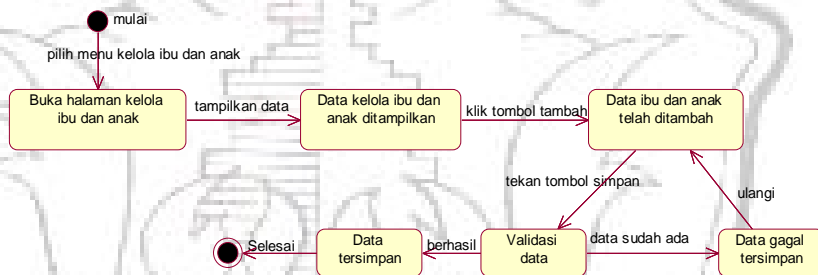 mulai
pilih menu kelola ibu dan anak
Buka halaman kelola
ibu dan anak
tampilkan data
Data kelola ibu dan
anak ditampilkan
klik tombol tambah
Data ibu dan anak
telah ditambah
tekan tombol simpan
ulangi
Selesai
Data
tersimpan
berhasil
Validasi
data
data sudah ada
Data gagal
tersimpan